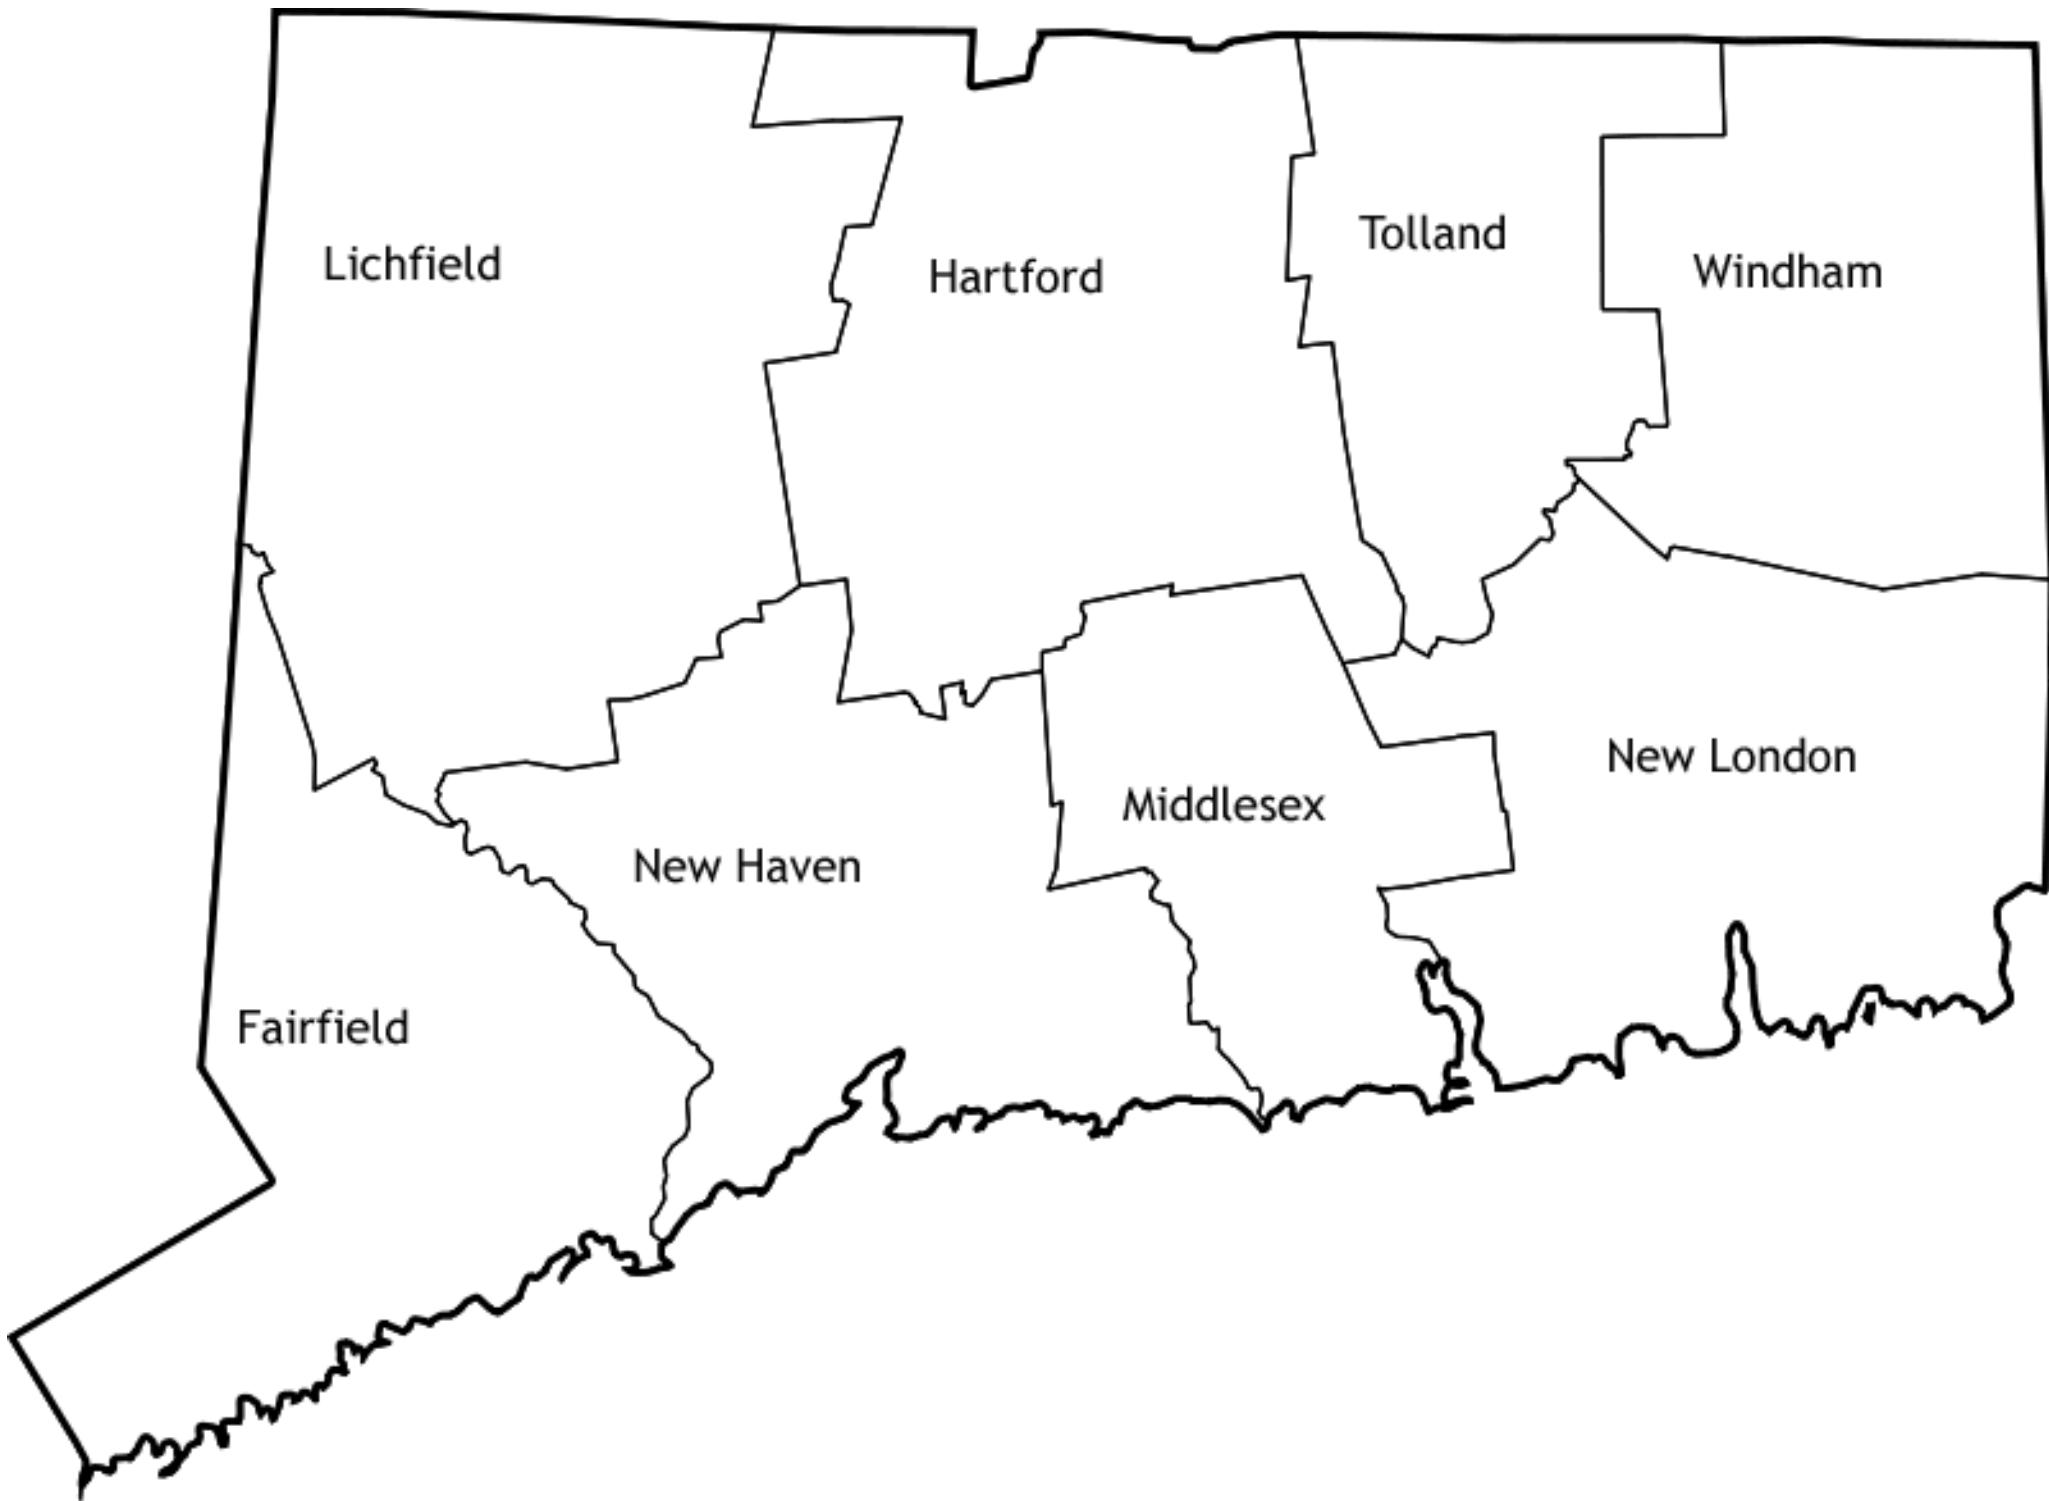 Tolland
Lichfield
Hartford
Windham
New London
Middlesex
New Haven
Fairfield